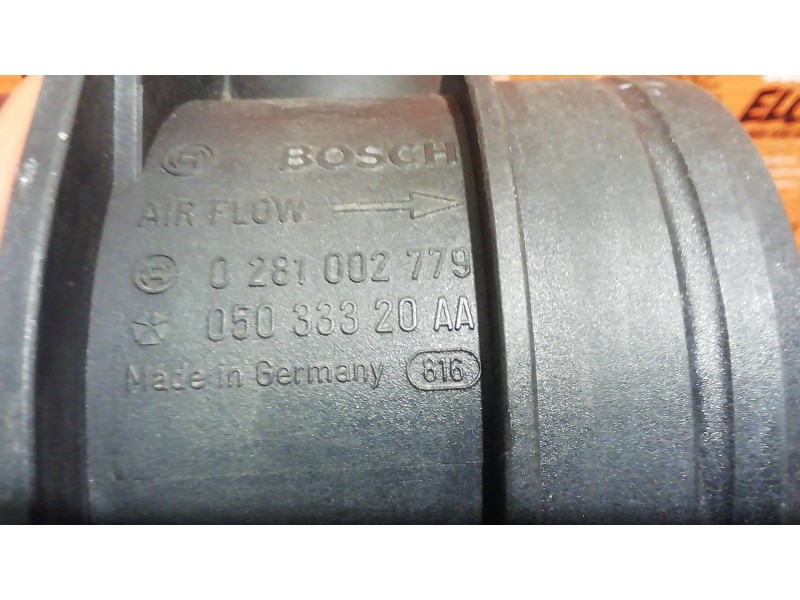 BOSCH
AIR FLOW
0 281 002 779
050 333 20 AA
Made in Germany 816